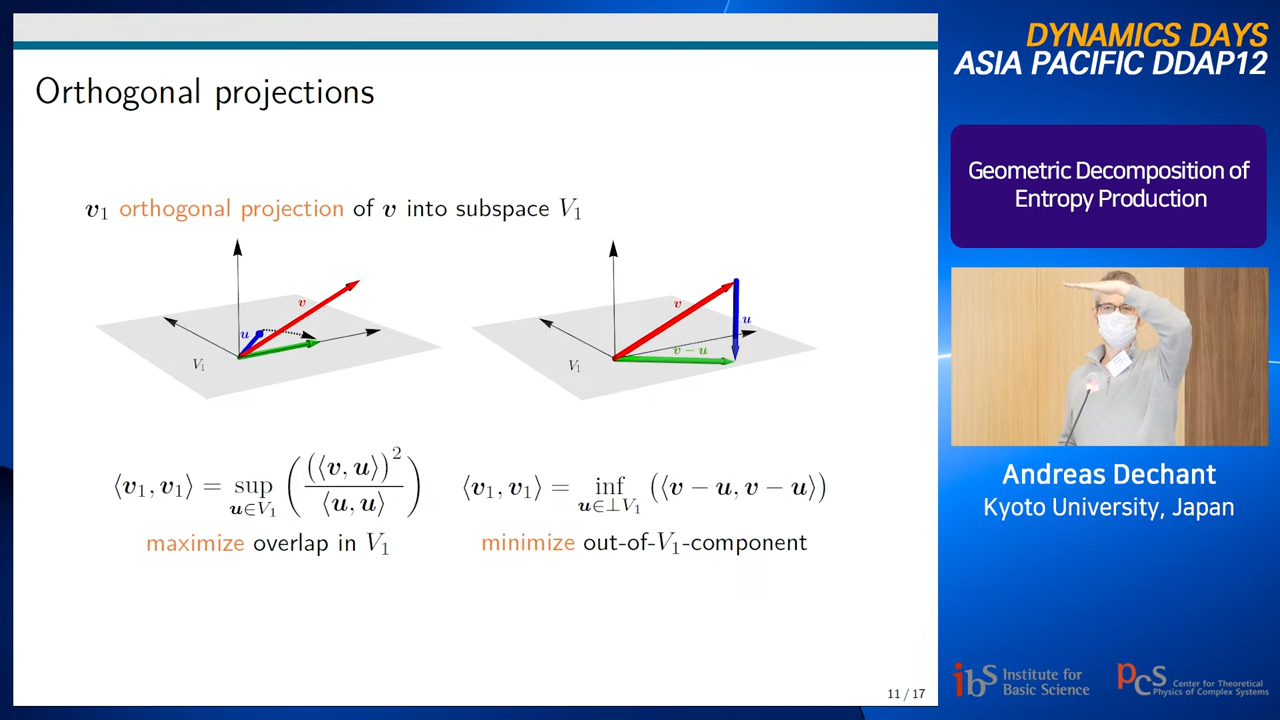 Orthogonal projections
v₁ orthogonal projection of v into subspace V₁
v
u
V₁
v
u
v − u
V₁
⟨v₁, v₁⟩ = sup_{u∈V₁} ( (⟨v, u⟩)² / ⟨u, u⟩ )
⟨v₁, v₁⟩ = inf_{u∈⊥V₁} (⟨v − u, v − u⟩)
maximize overlap in V₁
minimize out-of-V₁-component
11 / 17
DYNAMICS DAYS
ASIA PACIFIC DDAP12
Geometric Decomposition of
Entropy Production
Andreas Dechant
Kyoto University, Japan
ibS Institute for
Basic Science
PCS Center for Theoretical
Physics of Complex Systems